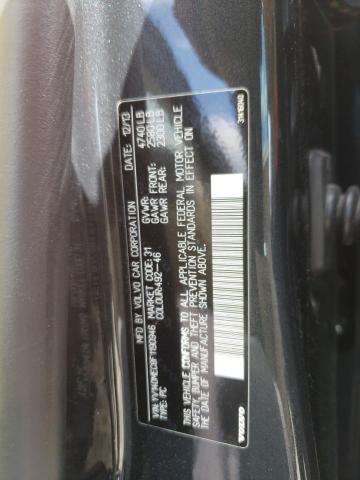 VOLVO BY VOLVO CAR CORPORATION DATE: 12/13
GVWR: 4740 LB
GAWR FRONT: 2580 LB
GAWR REAR: 2300 LB
MARKET CODE: 31
TYPE: PC COLOUR: 492-46
THIS VEHICLE CONFORMS TO ALL APPLICABLE FEDERAL MOTOR VEHICLE
SAFETY, BUMPER AND THEFT PREVENTION STANDARDS IN EFFECT ON
THE DATE OF MANUFACTURE SHOWN ABOVE.
VOLVO